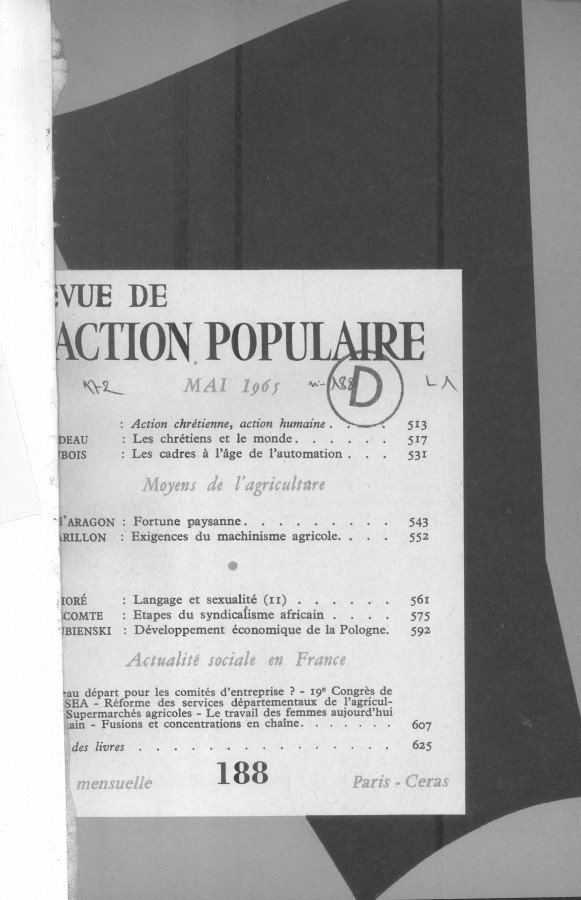 EVUE DE
ACTION POPULAIRE
MAI 1965 n-188 D L1
: Action chrétienne, action humaine . . . . 513
DEAU : Les chrétiens et le monde. . . . . . 517
BOIS : Les cadres à l'âge de l'automation . . . 531
Moyens de l'agriculture
l'ARAGON : Fortune paysanne. . . . . . . . . 543
ARILLON : Exigences du machinisme agricole. . . . 552
HORÉ : Langage et sexualité (II) . . . . . . 561
COMTE : Etapes du syndicalisme africain . . . . 575
UBIENSKI : Développement économique de la Pologne. 592
Actualité sociale en France
au départ pour les comités d'entreprise ? - 19e Congrès de
SEA - Réforme des services départementaux de l'agricul-
Supermarchés agricoles - Le travail des femmes aujourd'hui
ain - Fusions et concentrations en chaîne. . . . . . . 607
des livres . . . . . . . . . . . . . . . 625
mensuelle 188 Paris - Ceras